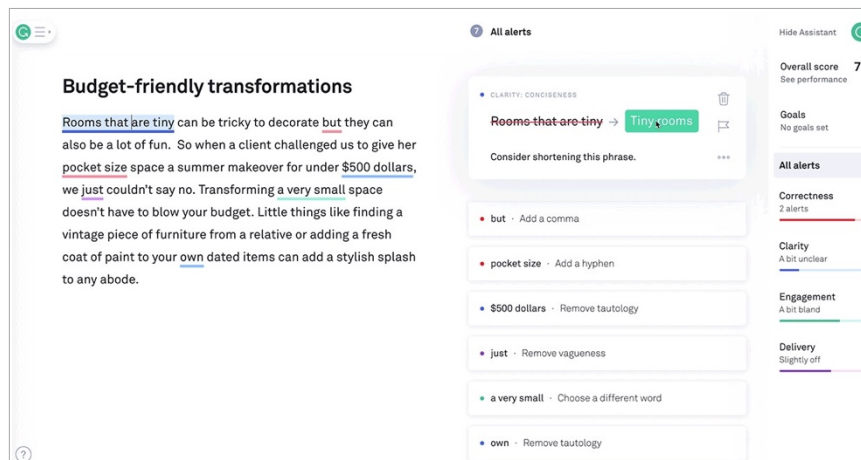 7 All alerts
Hide Assistant
Budget-friendly transformations
Rooms that are tiny can be tricky to decorate but they can
also be a lot of fun.  So when a client challenged us to give her
pocket size space a summer makeover for under $500 dollars,
we just couldn't say no. Transforming a very small space
doesn't have to blow your budget. Little things like finding a
vintage piece of furniture from a relative or adding a fresh
coat of paint to your own dated items can add a stylish splash
to any abode.
CLARITY: CONCISENESS
Rooms that are tiny → Tiny rooms
Consider shortening this phrase.
but · Add a comma
pocket size · Add a hyphen
$500 dollars · Remove tautology
just · Remove vagueness
a very small · Choose a different word
own · Remove tautology
Overall score 7
See performance
Goals
No goals set
All alerts
Correctness
2 alerts
Clarity
A bit unclear
Engagement
A bit bland
Delivery
Slightly off
?